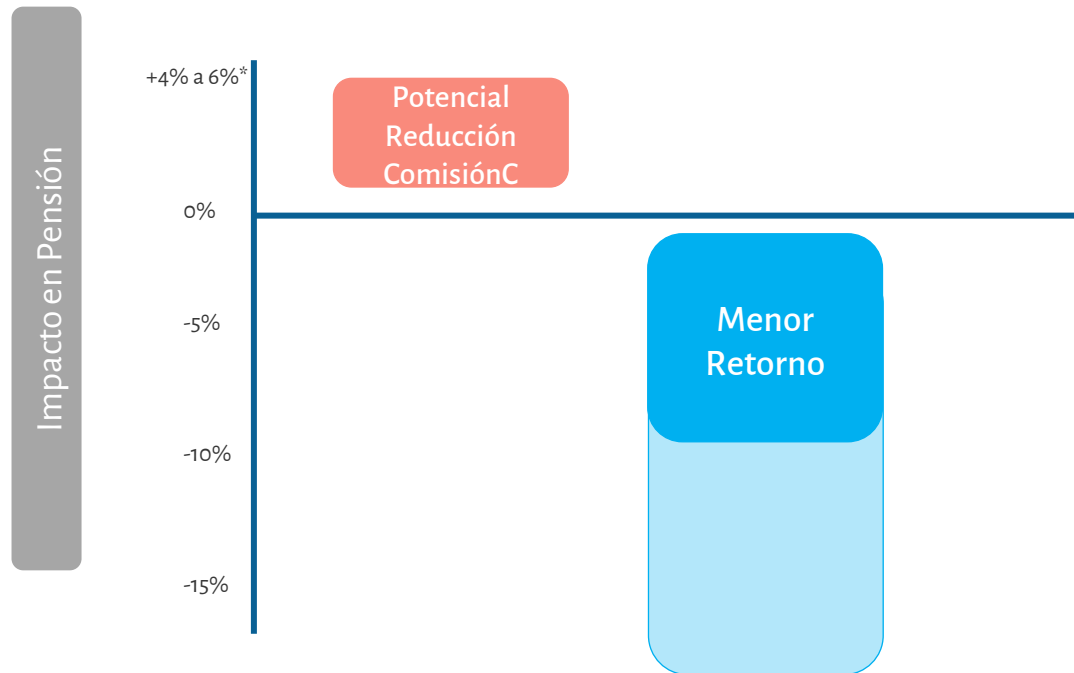 Impacto en Pensión
+4% a 6%*
0%
-5%
-10%
-15%
Potencial
Reducción
ComisiónC
Menor
Retorno